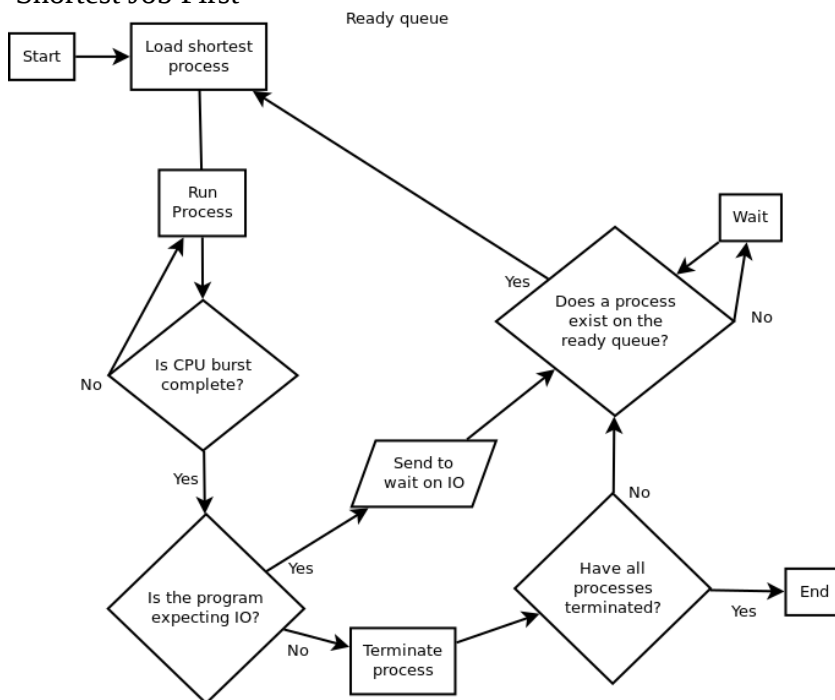 Shortest Job First
Ready queue
Start
Load shortest
process
Run
Process
Wait
Yes
Does a process
exist on the
ready queue?
No
Is CPU burst
complete?
No
Send to
wait on IO
Yes
No
Yes
Have all
processes
terminated?
Is the program
expecting IO?
End
Yes
No
Terminate
process